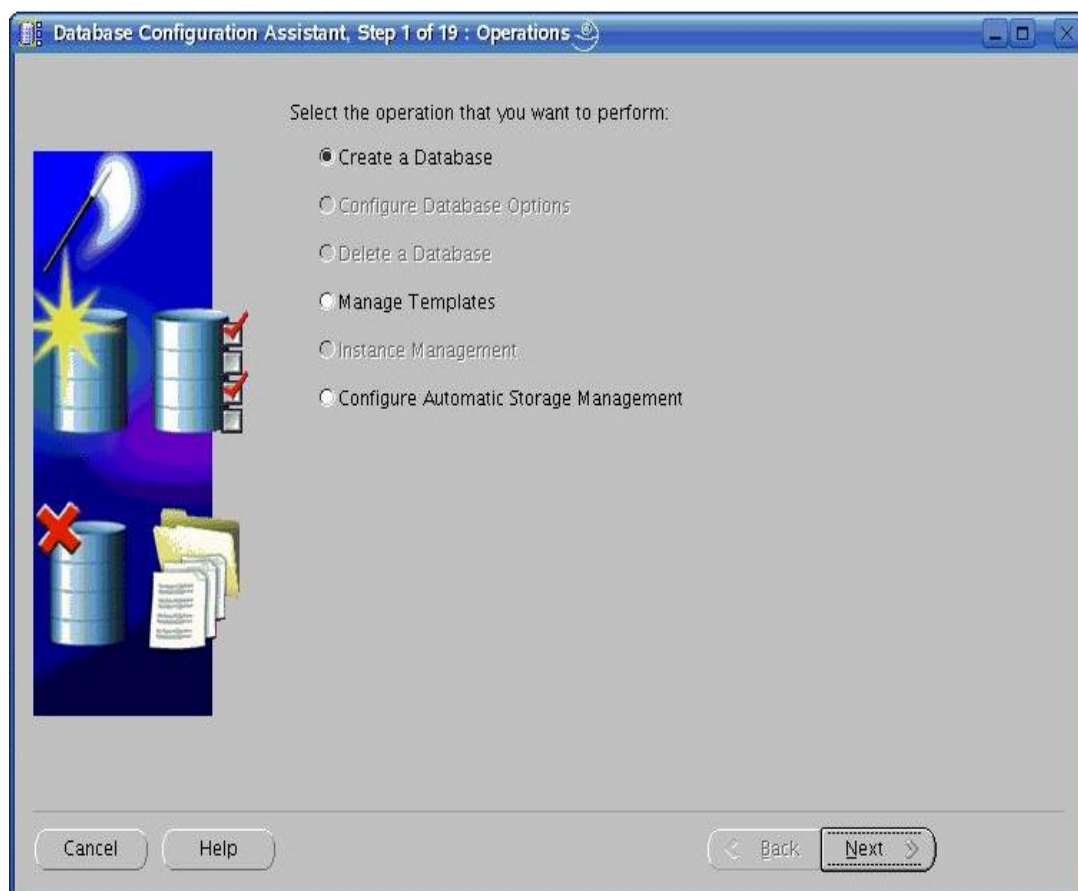 Database Configuration Assistant, Step 1 of 19 : Operations
Select the operation that you want to perform:
Create a Database
Configure Database Options
Delete a Database
Manage Templates
Instance Management
Configure Automatic Storage Management
Cancel
Help
Back
Next